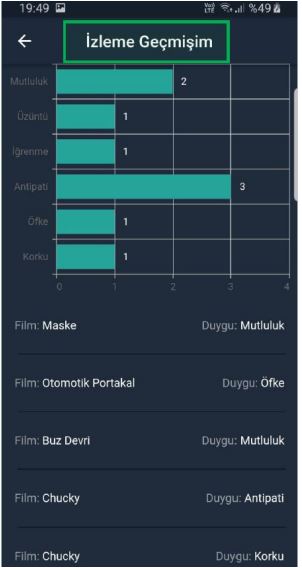 19:49 VoD LTE %49
İzleme Geçmişim
Mutluluk 2
Üzüntü 1
İğrenme 1
Antipati 3
Öfke 1
Korku 1
0 1 2 3 4
Film: Maske Duygu: Mutluluk
Film: Otomotik Portakal Duygu: Öfke
Film: Buz Devri Duygu: Mutluluk
Film: Chucky Duygu: Antipati
Film: Chucky Duygu: Korku